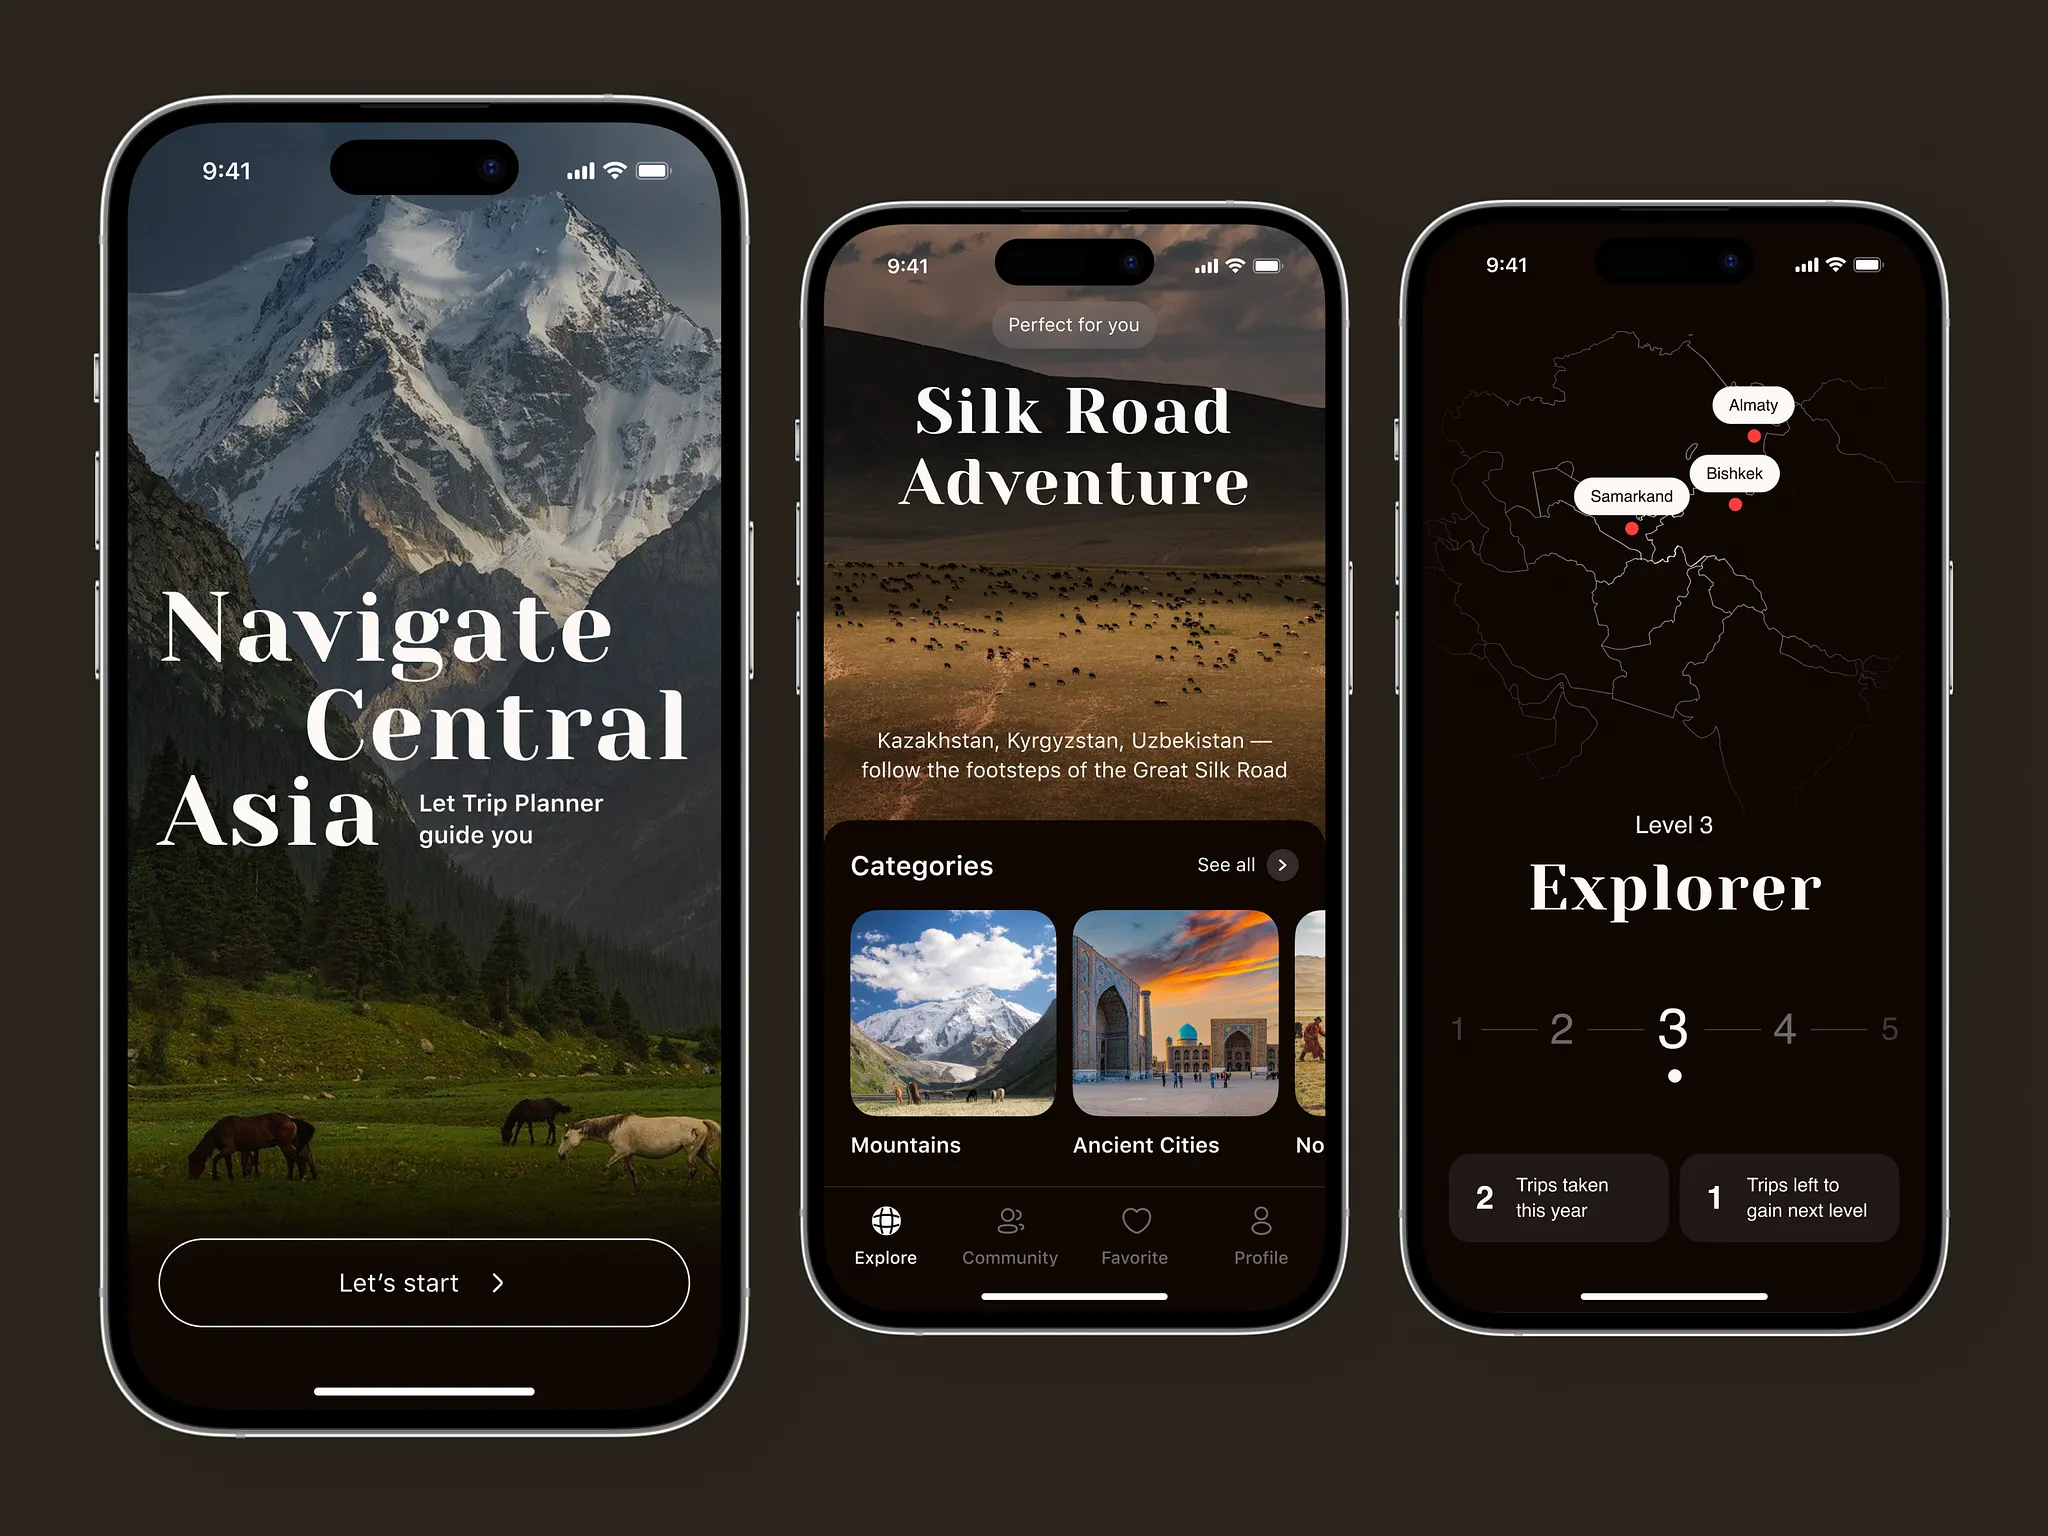 9:41
Navigate
Central
Asia
Let Trip Planner
guide you
Let's start
9:41
Perfect for you
Silk Road
Adventure
Kazakhstan, Kyrgyzstan, Uzbekistan —
follow the footsteps of the Great Silk Road
Categories
See all
Mountains
Ancient Cities
No
Explore
Community
Favorite
Profile
9:41
Almaty
Bishkek
Samarkand
Level 3
Explorer
1 2 3 4 5
2
Trips taken
this year
1
Trips left to
gain next level